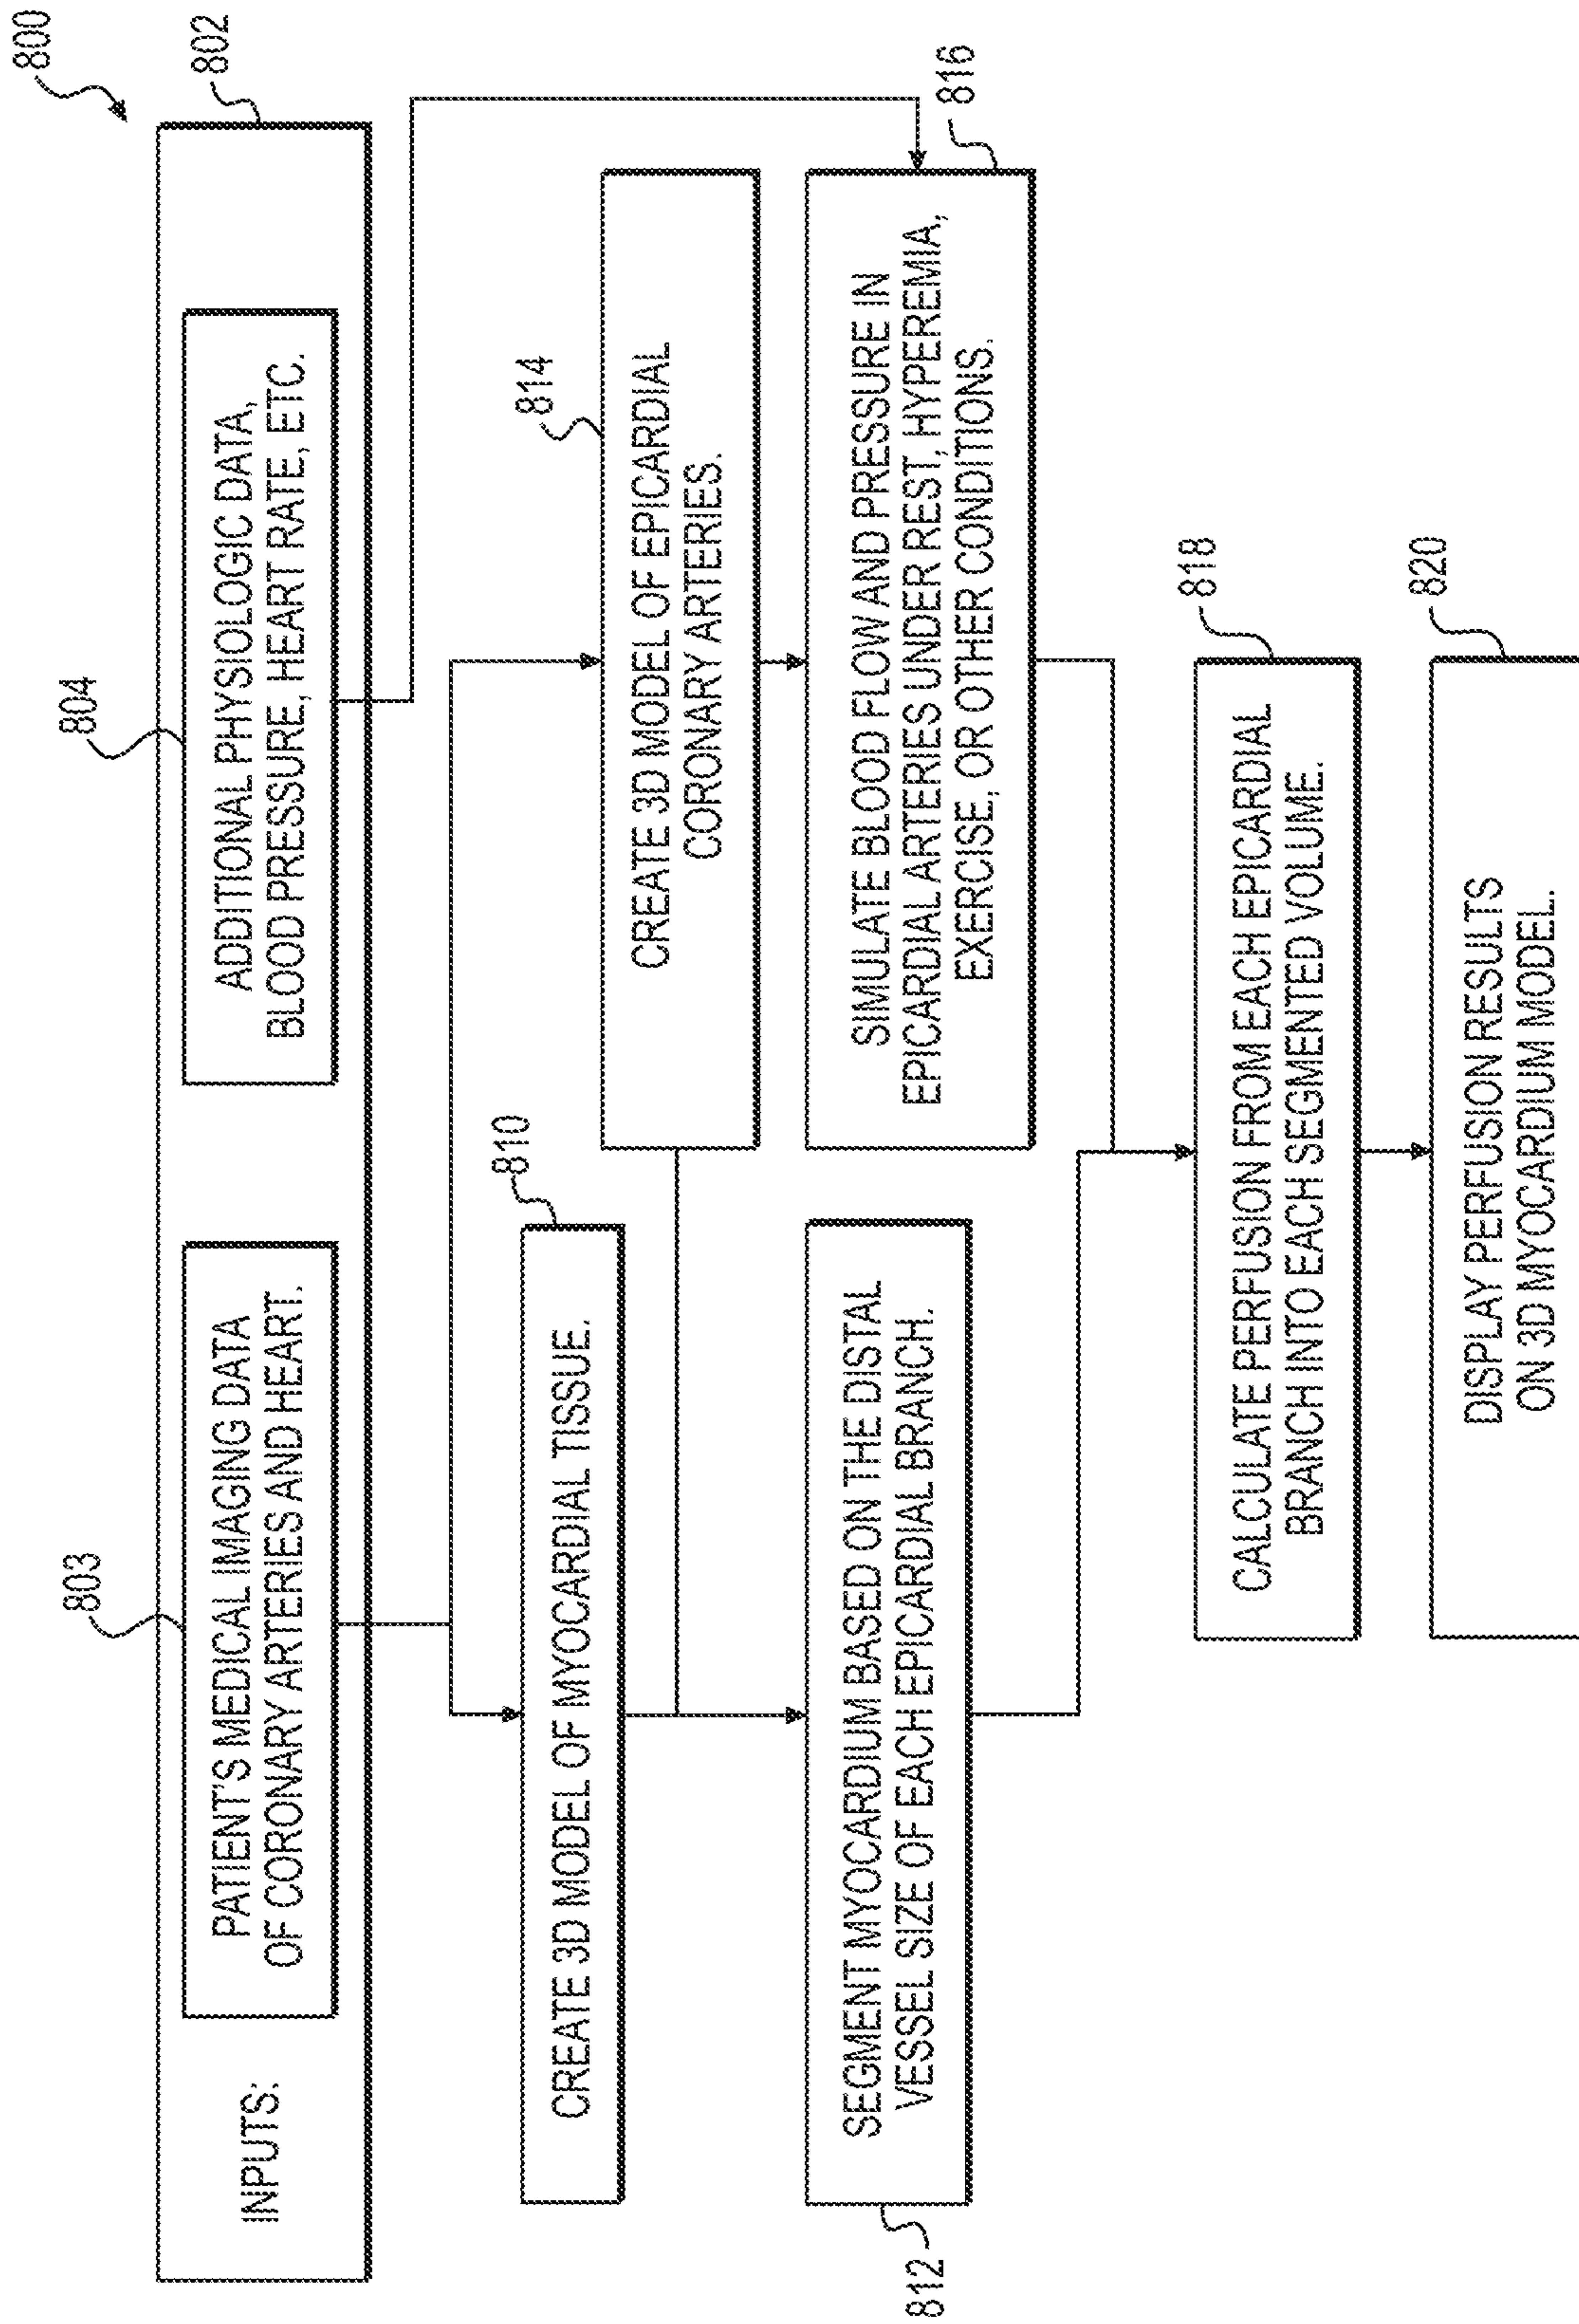 800
802
INPUTS:
803
PATIENT'S MEDICAL IMAGING DATA
OF CORONARY ARTERIES AND HEART.
804
ADDITIONAL PHYSIOLOGIC DATA,
BLOOD PRESSURE, HEART RATE, ETC.
810
CREATE 3D MODEL OF MYOCARDIAL TISSUE.
814
CREATE 3D MODEL OF EPICARDIAL
CORONARY ARTERIES.
812
SEGMENT MYOCARDIUM BASED ON THE DISTAL
VESSEL SIZE OF EACH EPICARDIAL BRANCH.
816
SIMULATE BLOOD FLOW AND PRESSURE IN
EPICARDIAL ARTERIES UNDER REST, HYPEREMIA,
EXERCISE, OR OTHER CONDITIONS.
818
CALCULATE PERFUSION FROM EACH EPICARDIAL
BRANCH INTO EACH SEGMENTED VOLUME.
820
DISPLAY PERFUSION RESULTS
ON 3D MYOCARDIUM MODEL.